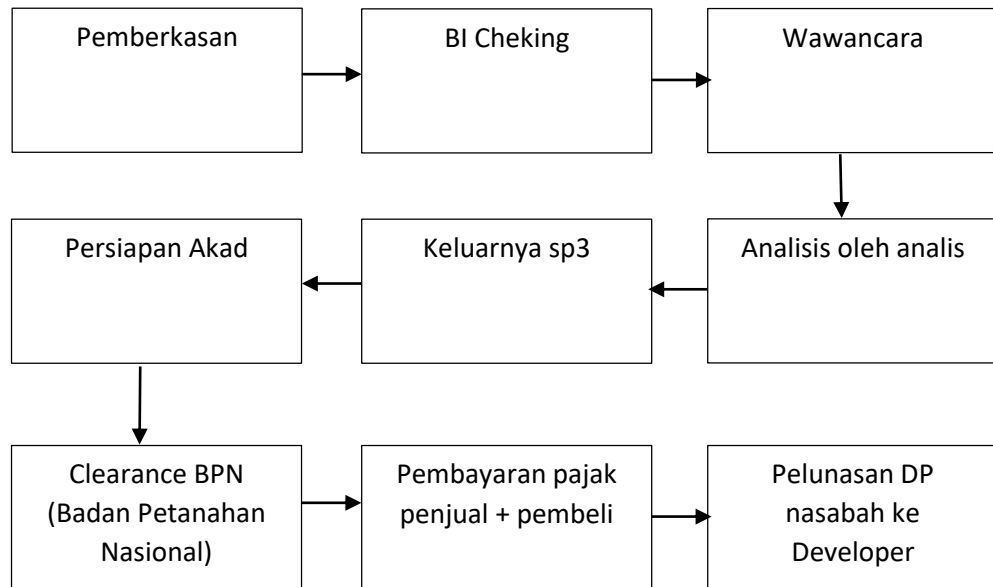 Pemberkasan
BI Cheking
Wawancara
Persiapan Akad
Keluarnya sp3
Analisis oleh analis
Clearance BPN
(Badan Petanahan
Nasional)
Pembayaran pajak
penjual + pembeli
Pelunasan DP
nasabah ke
Developer